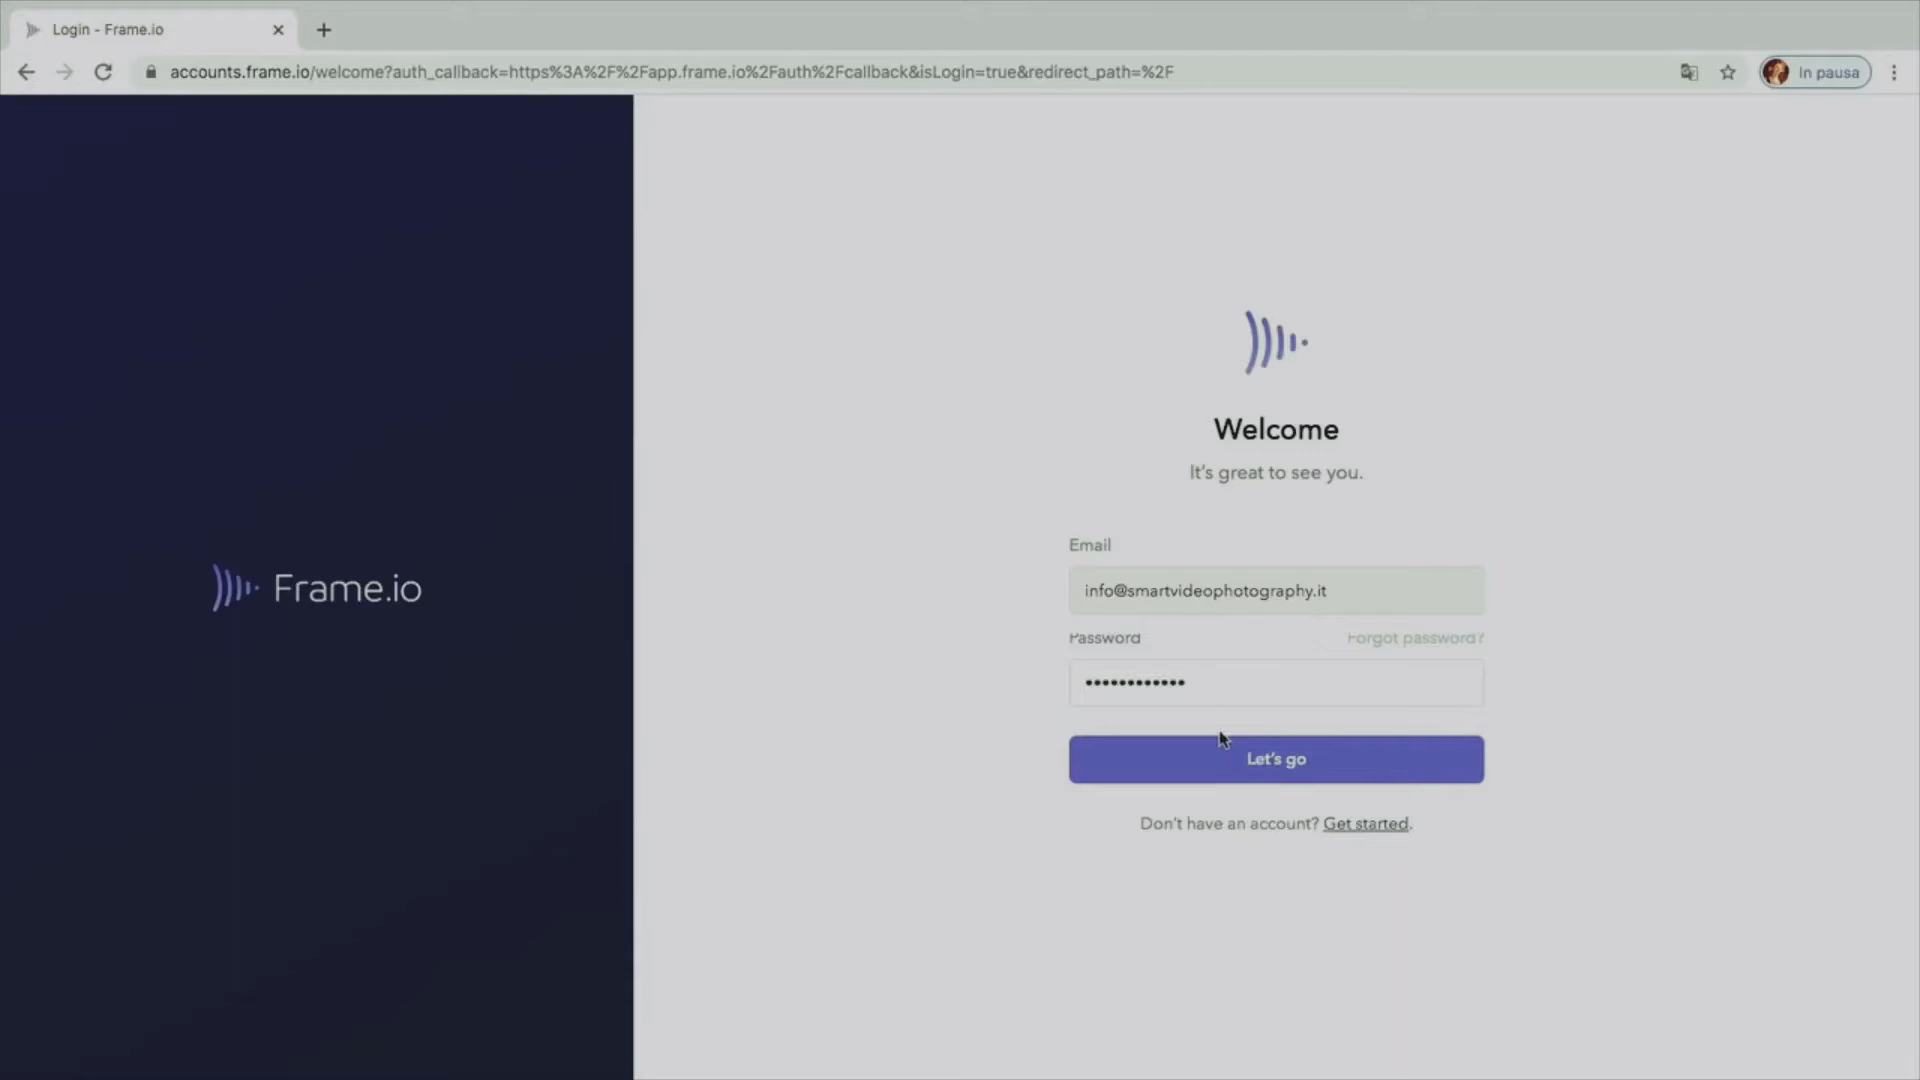 Login - Frame.io
accounts.frame.io/welcome?auth_callback=https%3A%2F%2Fapp.frame.io%2Fauth%2Fcallback&isLogin=true&redirect_path=%2F
In pausa
Frame.io
Welcome
It's great to see you.
Email
info@smartvideophotography.it
Password Forgot password?
••••••••••••
Let's go
Don't have an account? Get started.